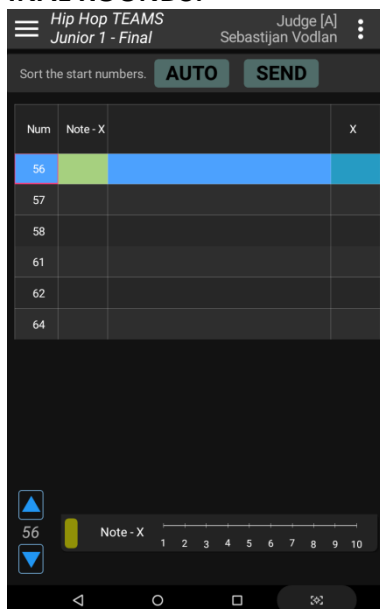 Hip Hop TEAMS
Junior 1 - Final
Judge [A]
Sebastijan Vodlan
Sort the start numbers. AUTO SEND
Num Note - X X
56
57
58
61
62
64
56
Note - X
1 2 3 4 5 6 7 8 9 10